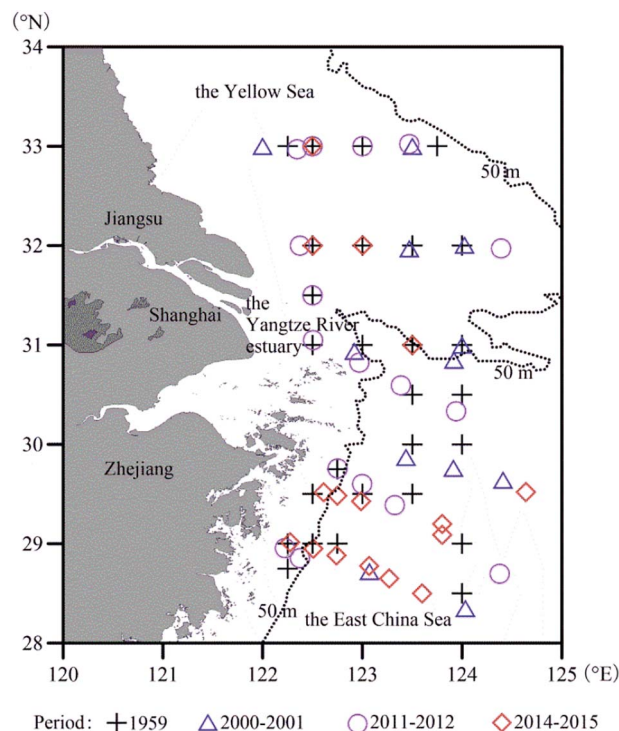 (°N)
34
the Yellow Sea
33
50 m
Jiangsu
32
Shanghai
the
Yangtze River
estuary
31
50 m
30
Zhejiang
29
50 m
the East China Sea
28
120 121 122 123 124 125 (°E)
Period: 1959 2000-2001 2011-2012 2014-2015